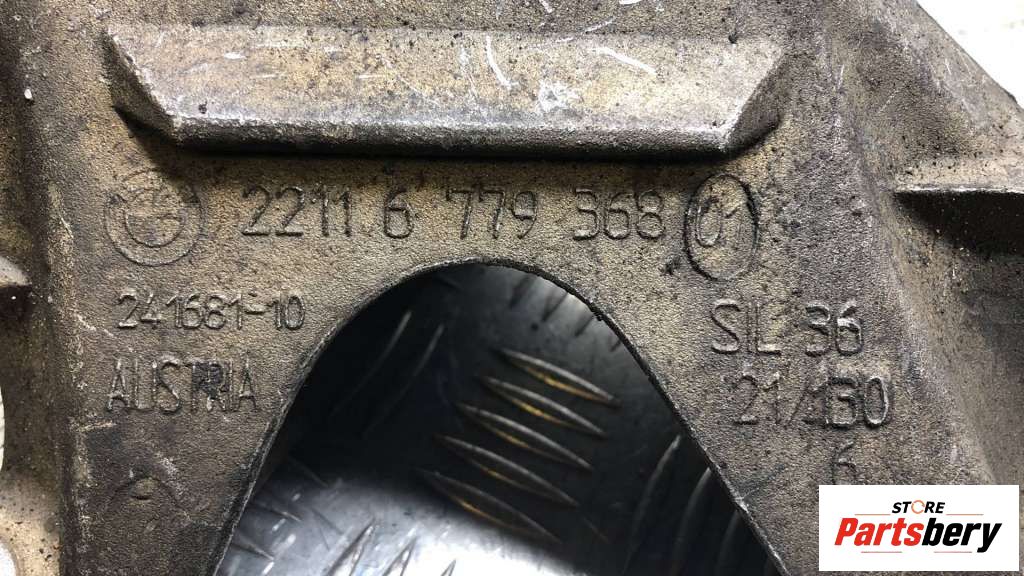 2211 6 779 368 01
241681-10
AUSTRIA
SIL 36
21/130
6
STORE
Partsbery